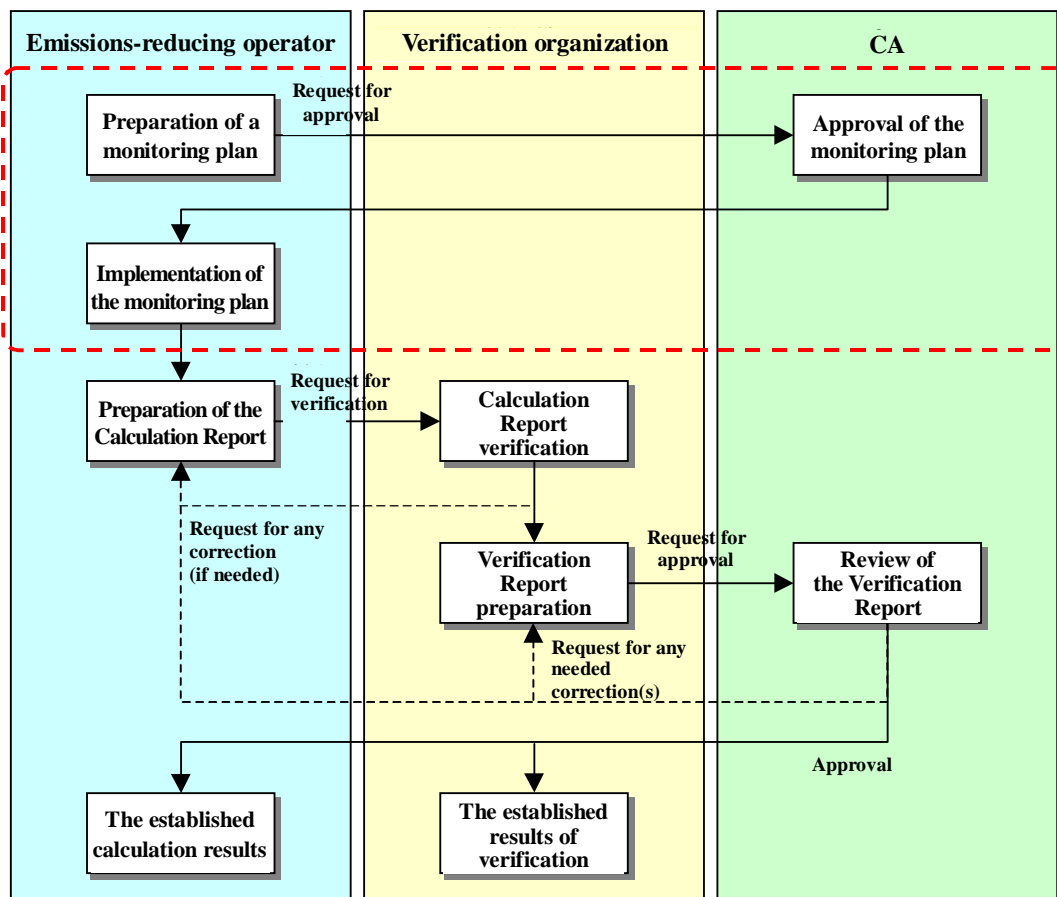 Emissions-reducing operator
Verification organization
CA
Request for
approval
Preparation of a
monitoring plan
Approval of the
monitoring plan
Implementation of
the monitoring plan
Request for
verification
Preparation of the
Calculation Report
Calculation
Report
verification
Request for any
correction
(if needed)
Verification
Report
preparation
Request for
approval
Review of
the Verification
Report
Request for any
needed
correction(s)
Approval
The established
calculation results
The established
results of
verification